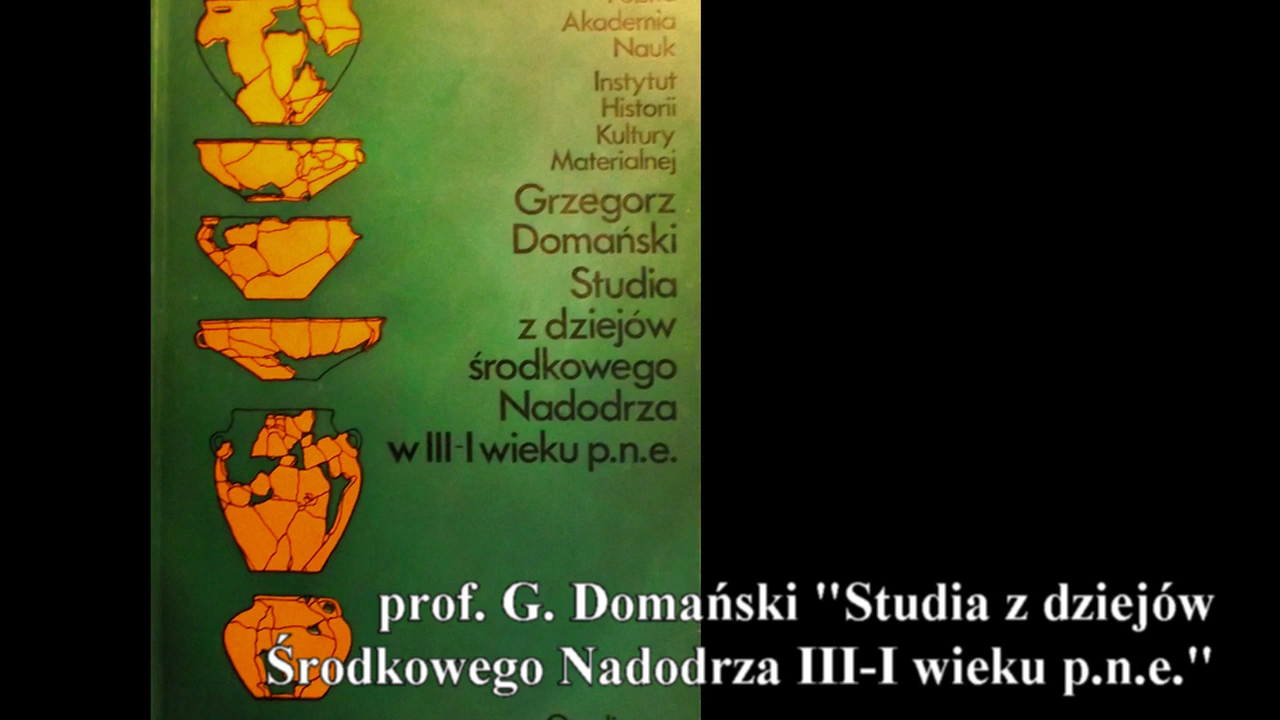 Akademia
Nauk
Instytut
Historii
Kultury
Materialnej
Grzegorz
Domański
Studia
z dziejów
środkowego
Nadodrza
w III-I wieku p.n.e.
prof. G. Domański "Studia z dziejów
Środkowego Nadodrza III-I wieku p.n.e."